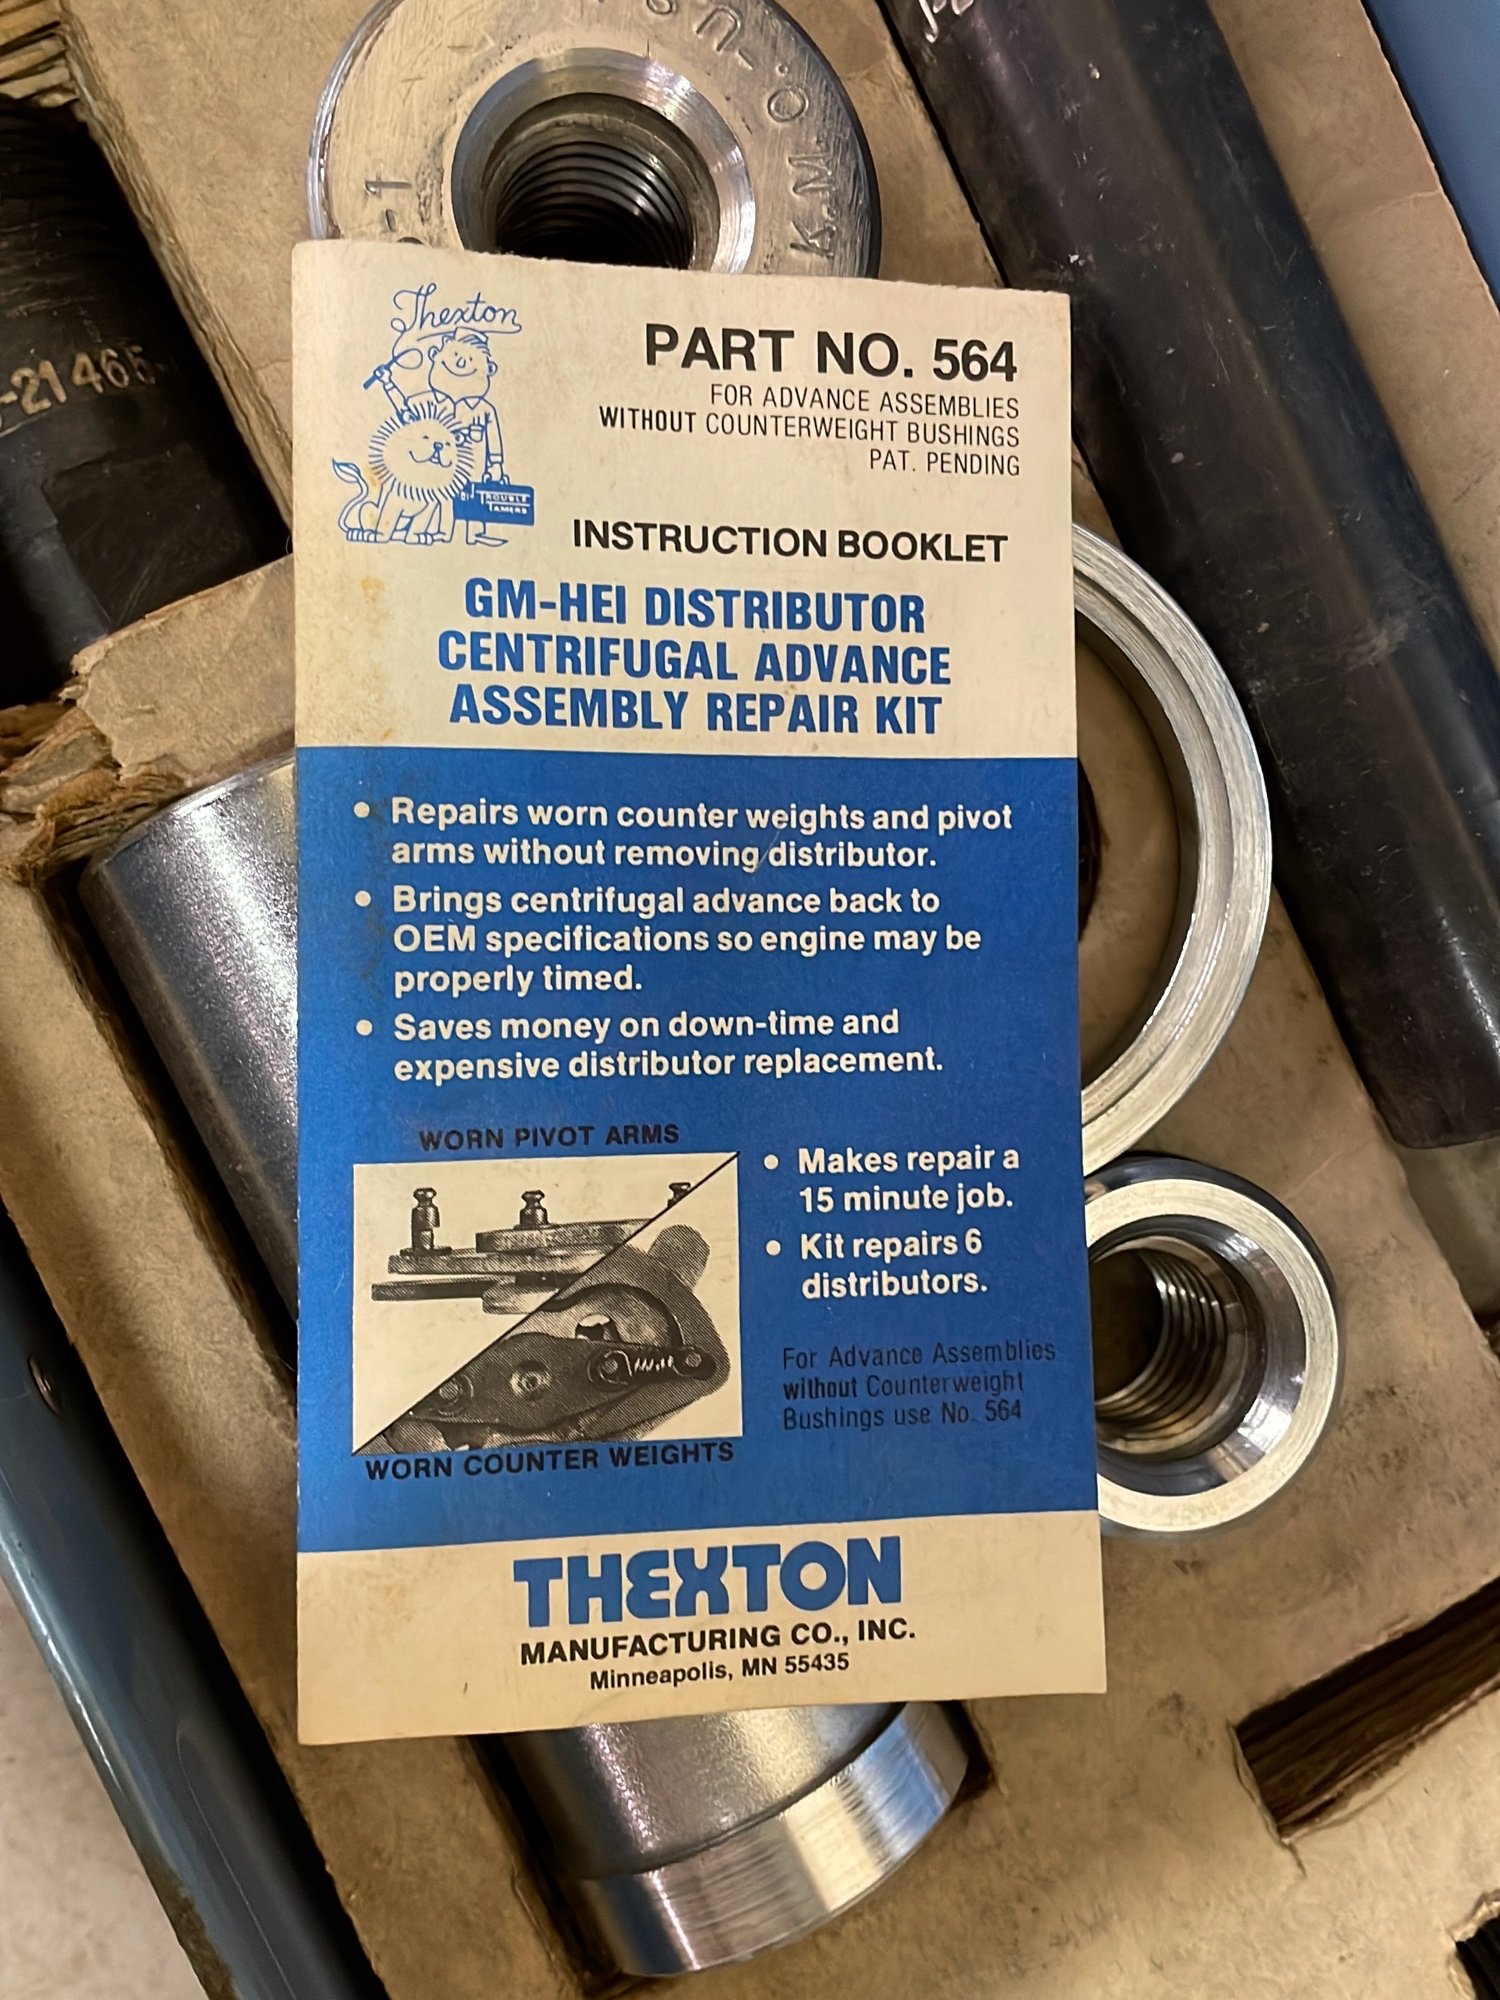 K.M.O.-U
-21465-
-1
Thexton
TROUBLE
TAMERS
PART NO. 564
FOR ADVANCE ASSEMBLIES
WITHOUT COUNTERWEIGHT BUSHINGS
PAT. PENDING
INSTRUCTION BOOKLET
GM-HEI DISTRIBUTOR
CENTRIFUGAL ADVANCE
ASSEMBLY REPAIR KIT
• Repairs worn counter weights and pivot
arms without removing distributor.
• Brings centrifugal advance back to
OEM specifications so engine may be
properly timed.
• Saves money on down-time and
expensive distributor replacement.
WORN PIVOT ARMS
WORN COUNTER WEIGHTS
• Makes repair a
15 minute job.
• Kit repairs 6
distributors.
For Advance Assemblies
without Counterweight
Bushings use No. 564
THEXTON
MANUFACTURING CO., INC.
Minneapolis, MN 55435